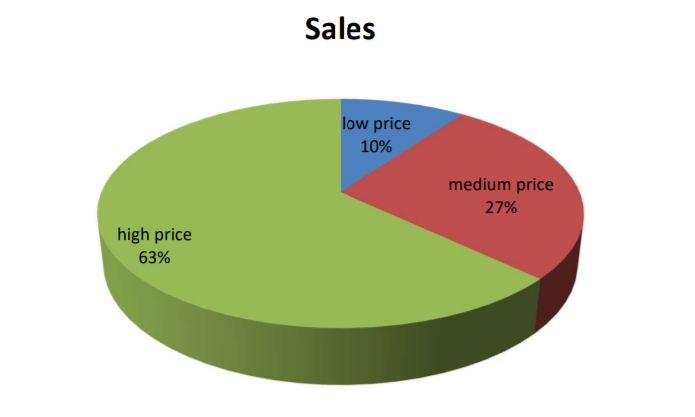 Sales
low price
10%
medium price
27%
high price
63%